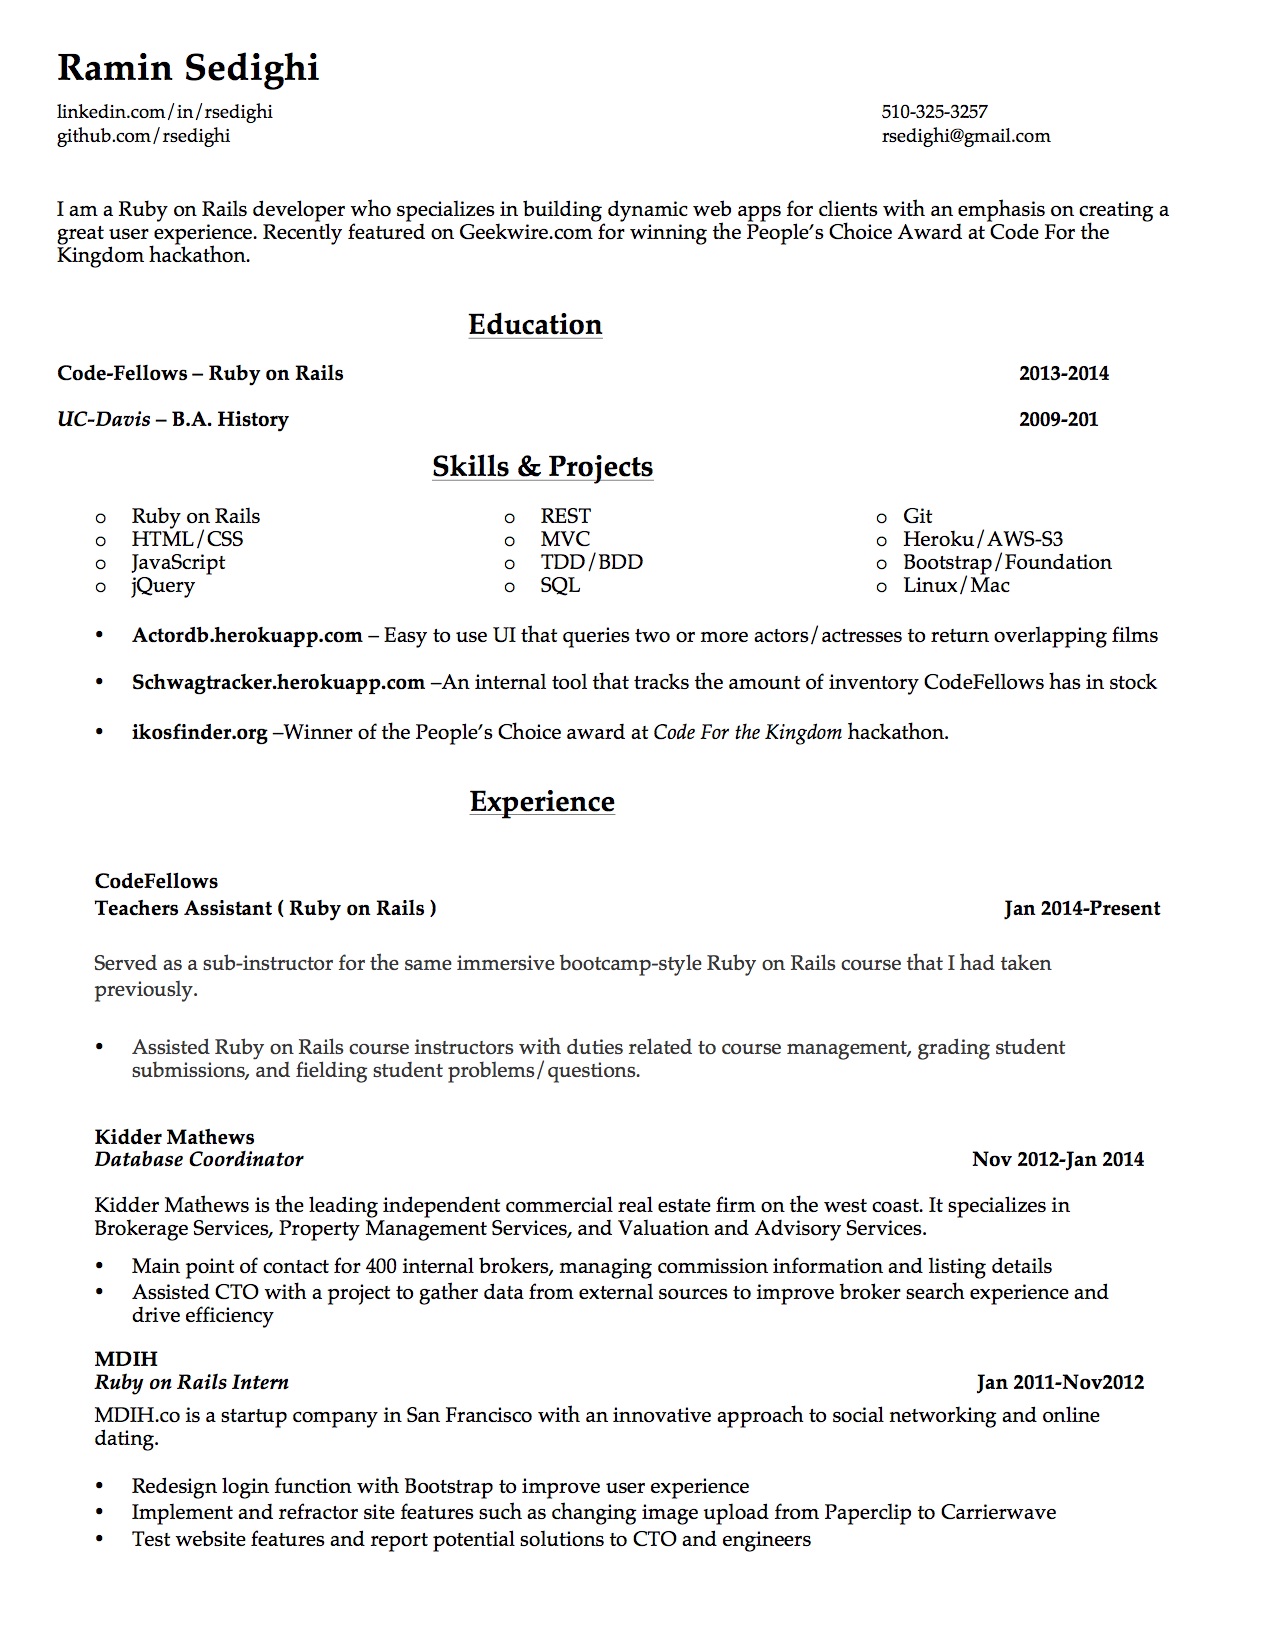 Ramin Sedighi
linkedin.com/in/rsedighi 510-325-3257
github.com/rsedighi rsedighi@gmail.com
I am a Ruby on Rails developer who specializes in building dynamic web apps for clients with an emphasis on creating a
great user experience. Recently featured on Geekwire.com for winning the People's Choice Award at Code For the
Kingdom hackathon.
Education
Code-Fellows – Ruby on Rails 2013-2014
UC-Davis – B.A. History 2009-201
Skills & Projects
o Ruby on Rails o REST o Git
o HTML/CSS o MVC o Heroku/AWS-S3
o JavaScript o TDD/BDD o Bootstrap/Foundation
o jQuery o SQL o Linux/Mac
• Actordb.herokuapp.com – Easy to use UI that queries two or more actors/actresses to return overlapping films
• Schwagtracker.herokuapp.com –An internal tool that tracks the amount of inventory CodeFellows has in stock
• ikosfinder.org –Winner of the People's Choice award at Code For the Kingdom hackathon.
Experience
CodeFellows
Teachers Assistant ( Ruby on Rails ) Jan 2014-Present
Served as a sub-instructor for the same immersive bootcamp-style Ruby on Rails course that I had taken
previously.
• Assisted Ruby on Rails course instructors with duties related to course management, grading student
submissions, and fielding student problems/questions.
Kidder Mathews
Database Coordinator Nov 2012-Jan 2014
Kidder Mathews is the leading independent commercial real estate firm on the west coast. It specializes in
Brokerage Services, Property Management Services, and Valuation and Advisory Services.
• Main point of contact for 400 internal brokers, managing commission information and listing details
• Assisted CTO with a project to gather data from external sources to improve broker search experience and
drive efficiency
MDIH
Ruby on Rails Intern Jan 2011-Nov2012
MDIH.co is a startup company in San Francisco with an innovative approach to social networking and online
dating.
• Redesign login function with Bootstrap to improve user experience
• Implement and refractor site features such as changing image upload from Paperclip to Carrierwave
• Test website features and report potential solutions to CTO and engineers